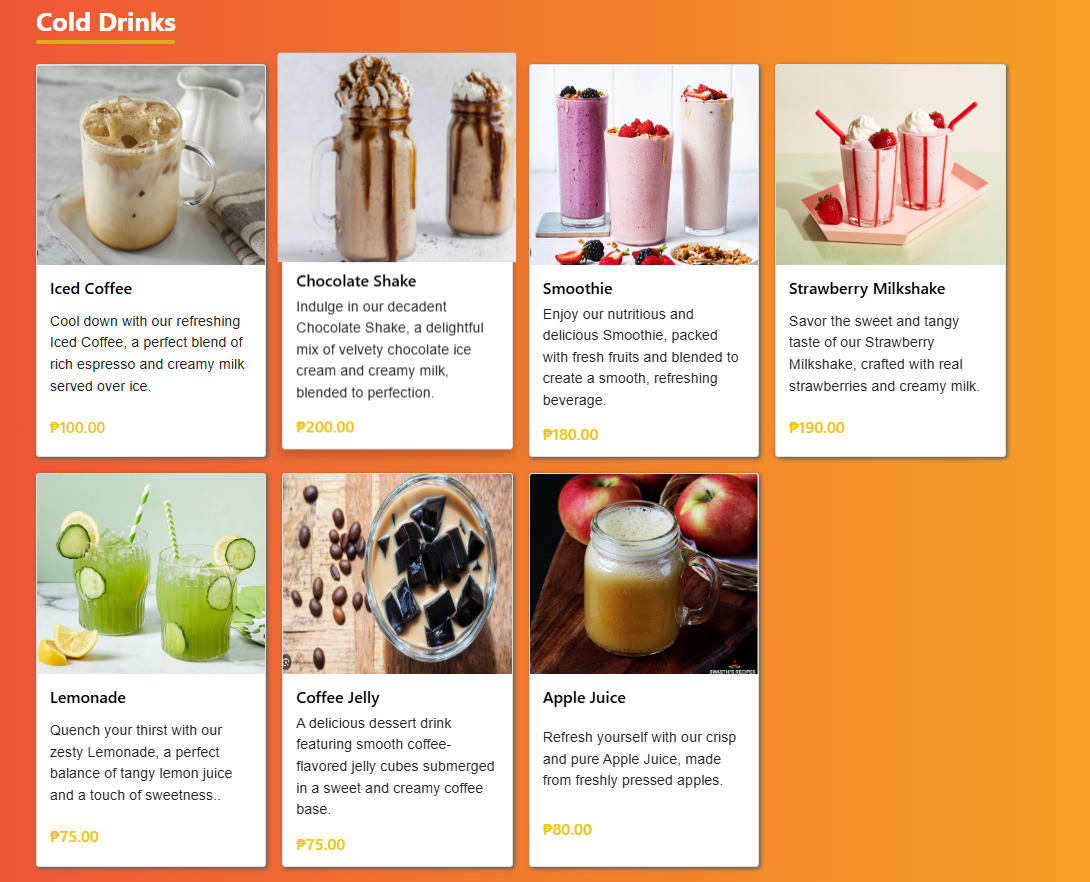 Cold Drinks
Iced Coffee
Cool down with our refreshing
Iced Coffee, a perfect blend of
rich espresso and creamy milk
served over ice.
₱100.00
Chocolate Shake
Indulge in our decadent
Chocolate Shake, a delightful
mix of velvety chocolate ice
cream and creamy milk,
blended to perfection.
₱200.00
Smoothie
Enjoy our nutritious and
delicious Smoothie, packed
with fresh fruits and blended to
create a smooth, refreshing
beverage.
₱180.00
Strawberry Milkshake
Savor the sweet and tangy
taste of our Strawberry
Milkshake, crafted with real
strawberries and creamy milk.
₱190.00
Lemonade
Quench your thirst with our
zesty Lemonade, a perfect
balance of tangy lemon juice
and a touch of sweetness..
₱75.00
Coffee Jelly
A delicious dessert drink
featuring smooth coffee-
flavored jelly cubes submerged
in a sweet and creamy coffee
base.
₱75.00
SWASTHI'S RECIPES
Apple Juice
Refresh yourself with our crisp
and pure Apple Juice, made
from freshly pressed apples.
₱80.00